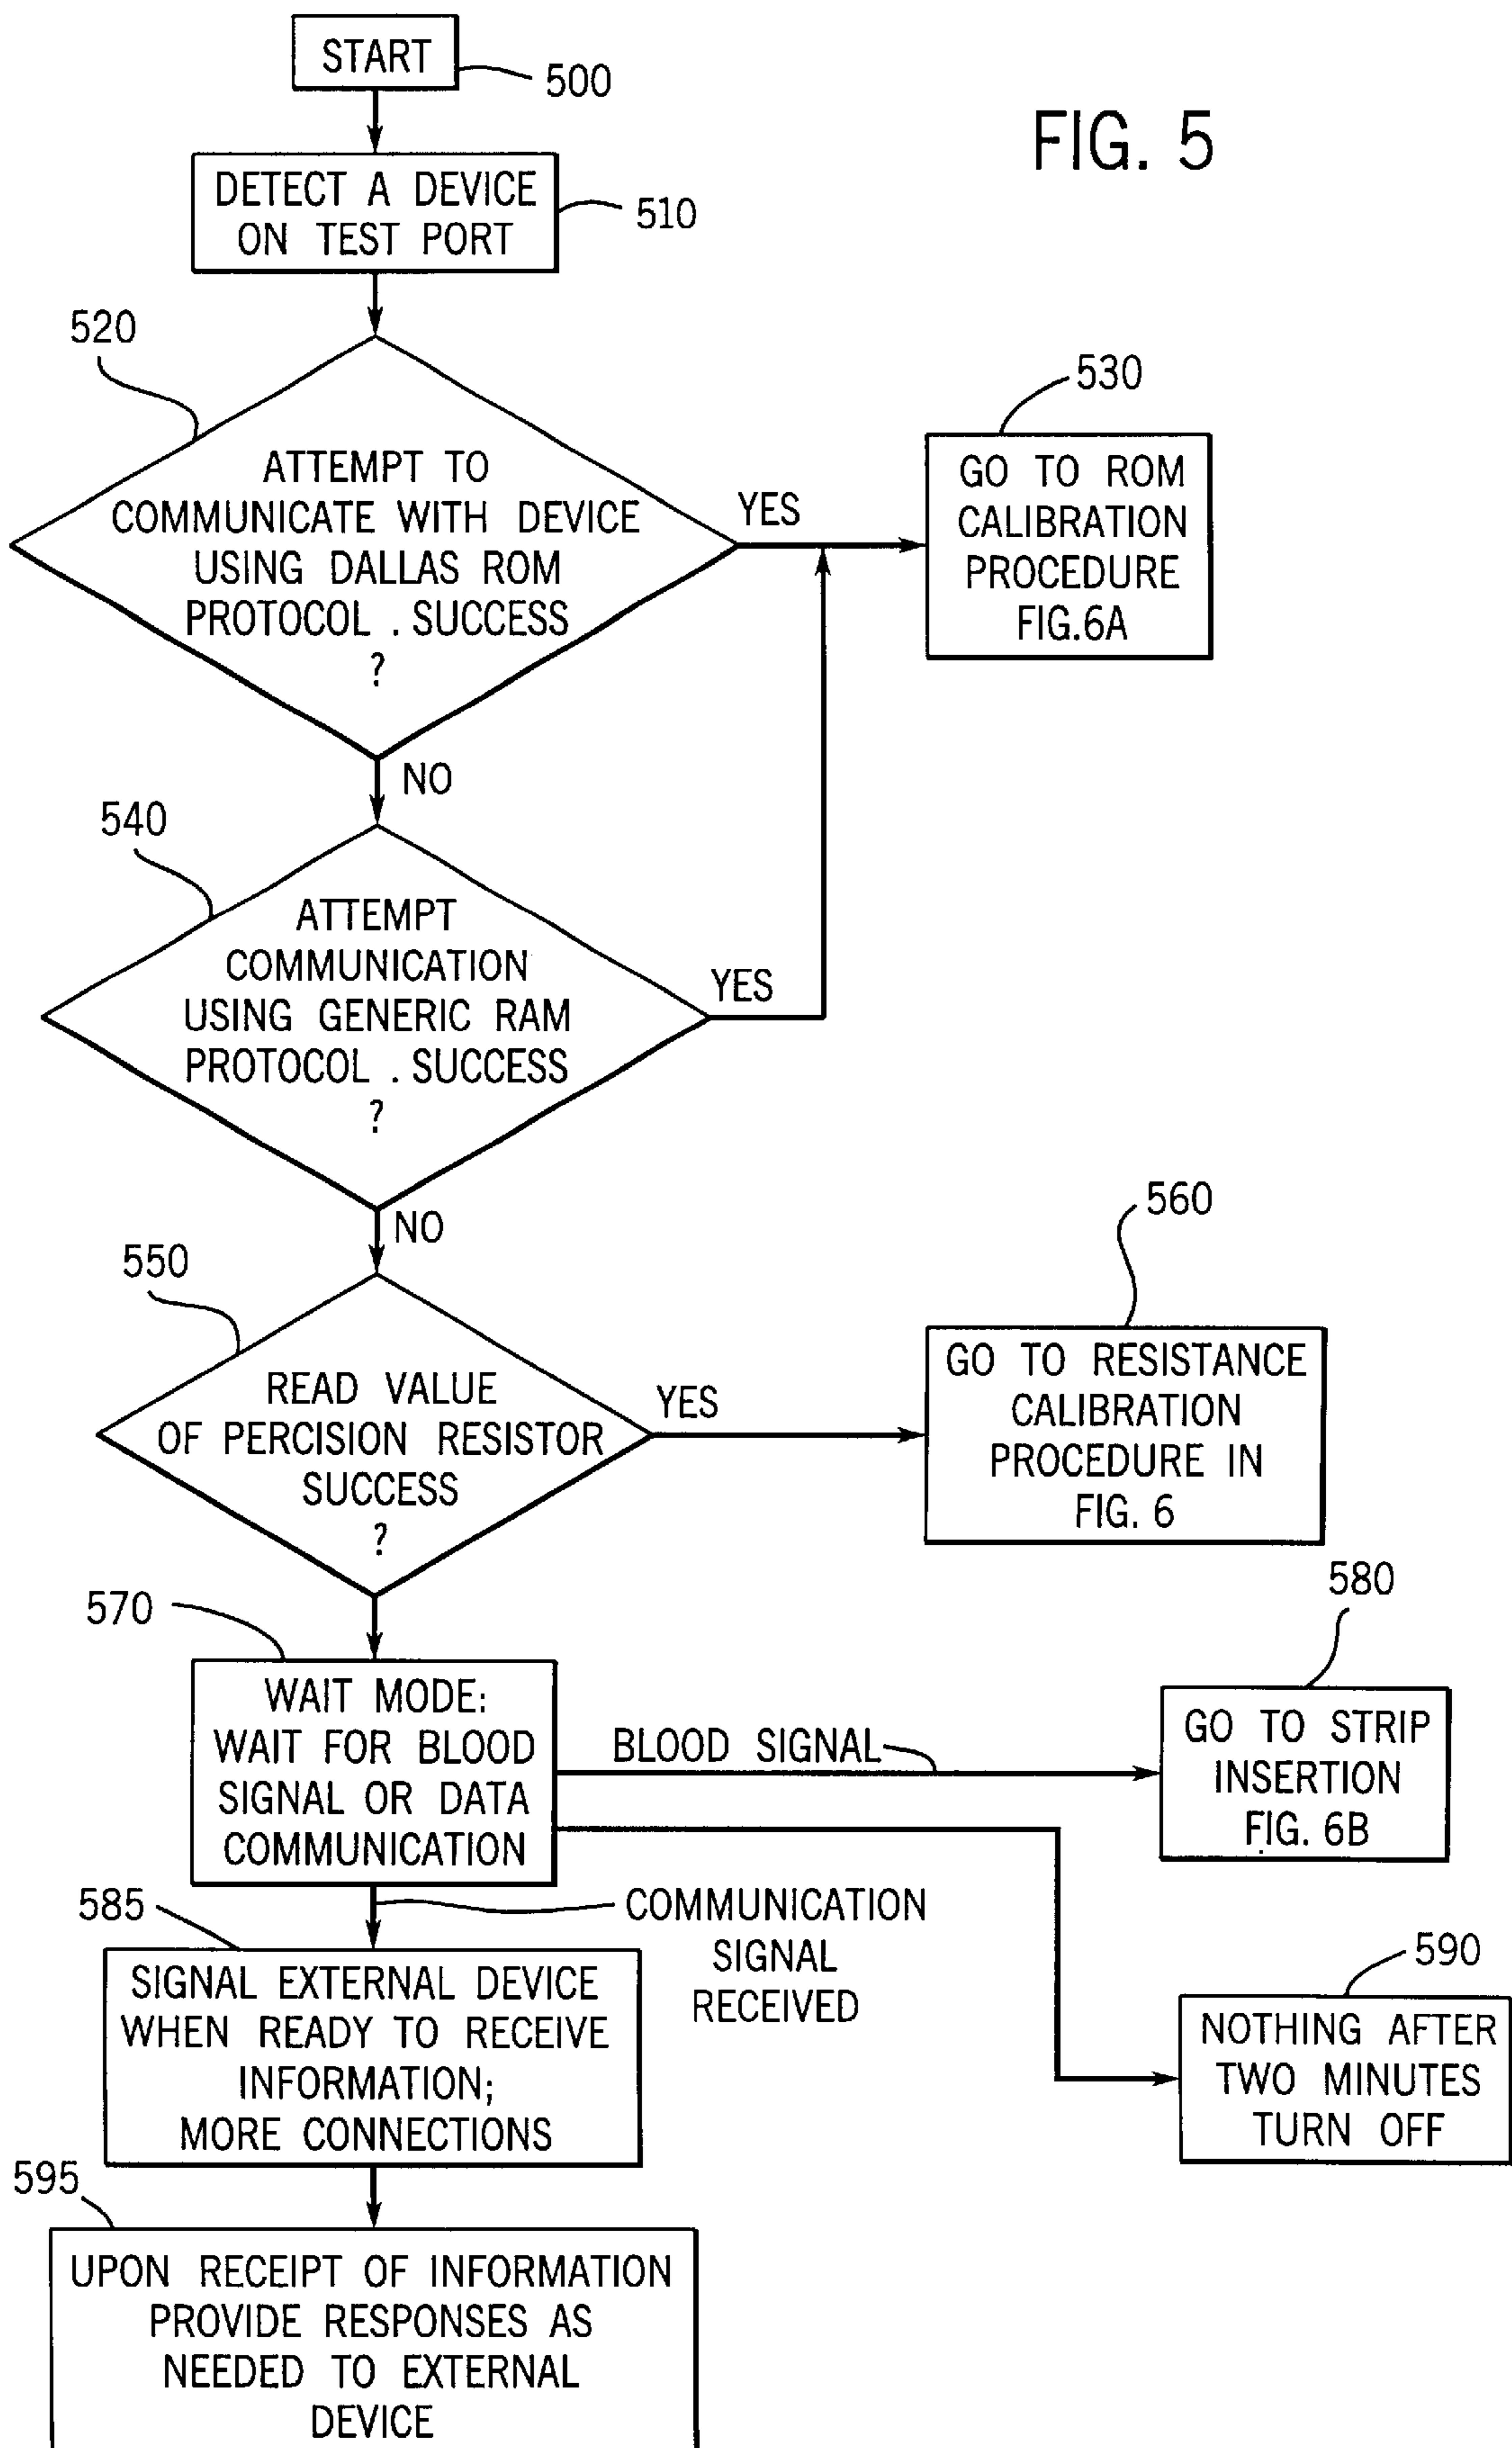 START
500
FIG. 5
DETECT A DEVICE
ON TEST PORT
510
520
ATTEMPT TO
COMMUNICATE WITH DEVICE
USING DALLAS ROM
PROTOCOL . SUCCESS
?
YES
530
GO TO ROM
CALIBRATION
PROCEDURE
FIG.6A
NO
540
ATTEMPT
COMMUNICATION
USING GENERIC RAM
PROTOCOL . SUCCESS
?
YES
NO
550
READ VALUE
OF PERCISION RESISTOR
SUCCESS
?
YES
560
GO TO RESISTANCE
CALIBRATION
PROCEDURE IN
FIG. 6
570
WAIT MODE:
WAIT FOR BLOOD
SIGNAL OR DATA
COMMUNICATION
BLOOD SIGNAL
580
GO TO STRIP
INSERTION
FIG. 6B
COMMUNICATION
SIGNAL
RECEIVED
585
SIGNAL EXTERNAL DEVICE
WHEN READY TO RECEIVE
INFORMATION;
MORE CONNECTIONS
590
NOTHING AFTER
TWO MINUTES
TURN OFF
595
UPON RECEIPT OF INFORMATION
PROVIDE RESPONSES AS
NEEDED TO EXTERNAL
DEVICE